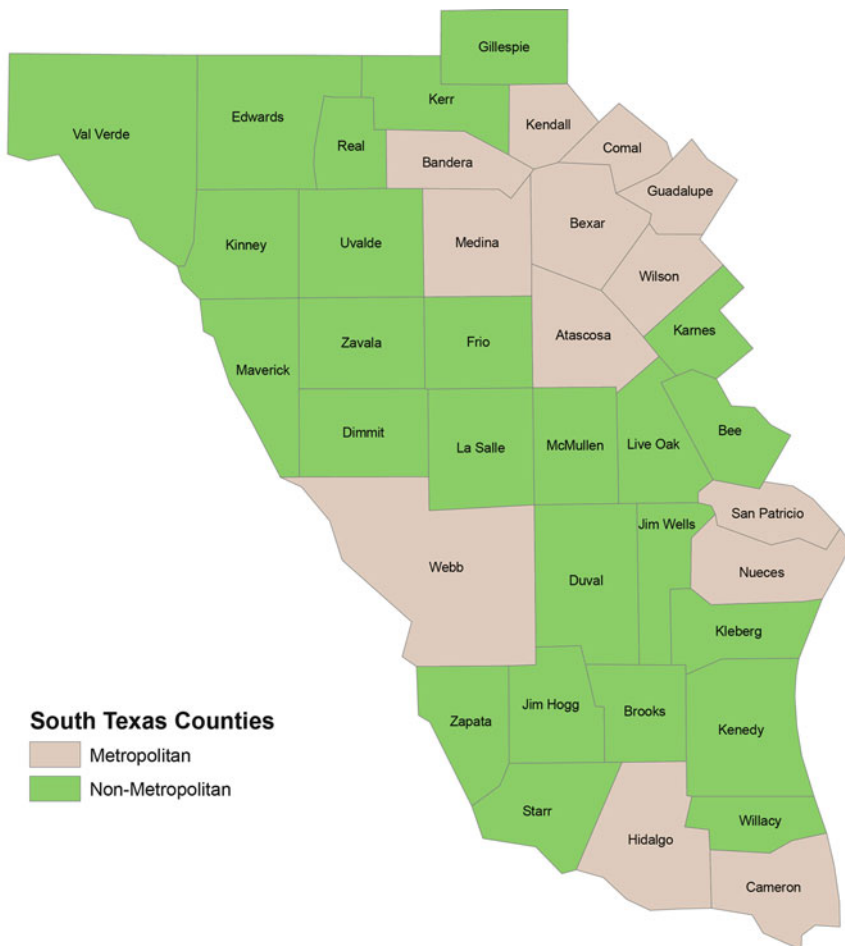 Gillespie
Kerr
Kendall
Val Verde
Edwards
Real
Comal
Bandera
Guadalupe
Kinney
Uvalde
Medina
Bexar
Wilson
Karnes
Maverick
Zavala
Frio
Atascosa
Dimmit
La Salle
McMullen
Live Oak
Bee
San Patricio
Jim Wells
Webb
Duval
Nueces
Kleberg
Zapata
Jim Hogg
Brooks
Kenedy
Starr
Hidalgo
Willacy
Cameron
South Texas Counties
Metropolitan
Non-Metropolitan